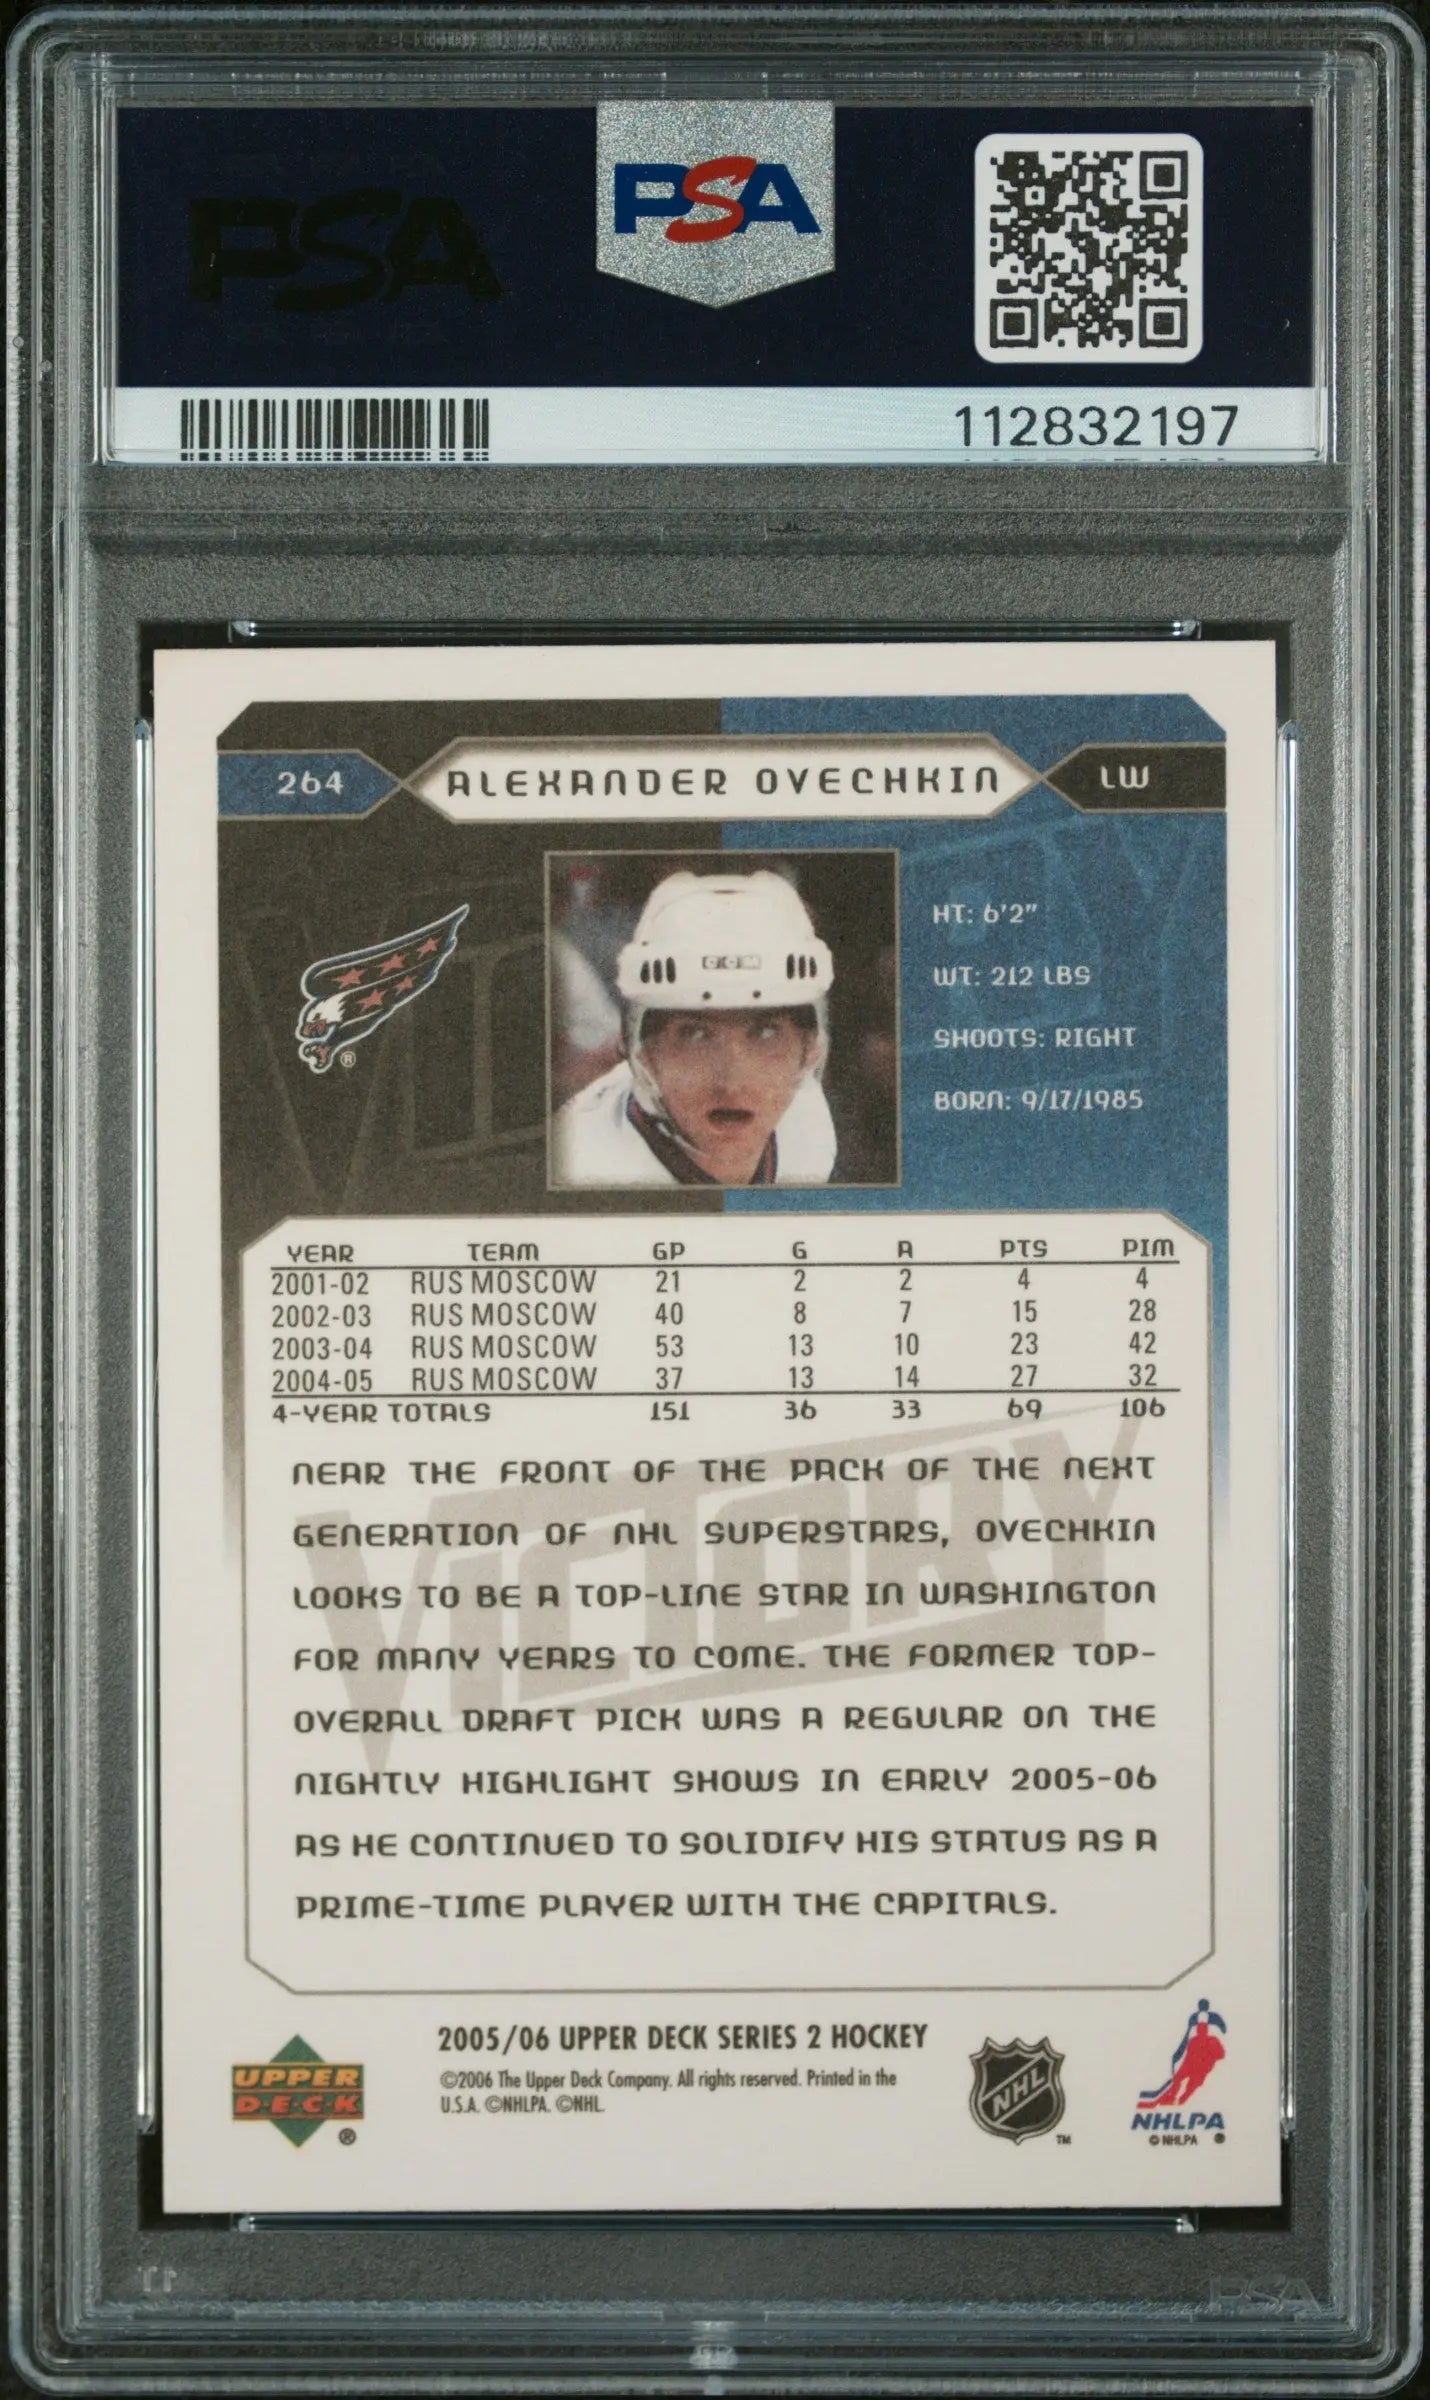 PSA
PSA
112832197
264 ALEXANDER OVECHKIN LW
HT: 6'2"
WT: 212 LBS
SHOOTS: RIGHT
BORN: 9/17/1985
CCM
®
YEAR TEAM GP G A PTS PIM
2001-02 RUS MOSCOW 21 2 2 4 4
2002-03 RUS MOSCOW 40 8 7 15 28
2003-04 RUS MOSCOW 53 13 10 23 42
2004-05 RUS MOSCOW 37 13 14 27 32
4-YEAR TOTALS 151 36 33 69 106
VICTORY
NEAR THE FRONT OF THE PACK OF THE NEXT
GENERATION OF NHL SUPERSTARS, OVECHKIN
LOOKS TO BE A TOP-LINE STAR IN WASHINGTON
FOR MANY YEARS TO COME. THE FORMER TOP-
OVERALL DRAFT PICK WAS A REGULAR ON THE
NIGHTLY HIGHLIGHT SHOWS IN EARLY 2005-06
AS HE CONTINUED TO SOLIDIFY HIS STATUS AS A
PRIME-TIME PLAYER WITH THE CAPITALS.
2005/06 UPPER DECK SERIES 2 HOCKEY
©2006 The Upper Deck Company. All rights reserved. Printed in the
U.S.A. ©NHLPA. ©NHL.
UPPER
D·E·C·K
®
NHL
TM
NHLPA
© NHLPA ®
PSA